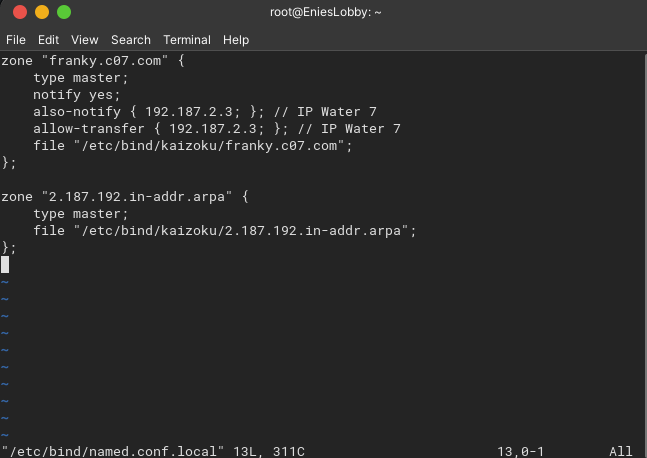 root@EniesLobby: ~
File Edit View Search Terminal Help
zone "franky.c07.com" {
    type master;
    notify yes;
    also-notify { 192.187.2.3; }; // IP Water 7
    allow-transfer { 192.187.2.3; }; // IP Water 7
    file "/etc/bind/kaizoku/franky.c07.com";
};

zone "2.187.192.in-addr.arpa" {
    type master;
    file "/etc/bind/kaizoku/2.187.192.in-addr.arpa";
};
~
~
~
~
~
~
~
~
~
~
"/etc/bind/named.conf.local" 13L, 311C 13,0-1 All